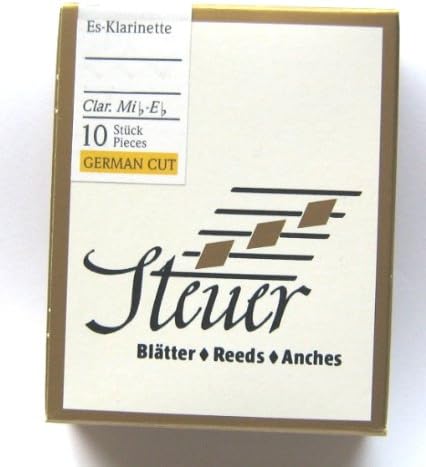 Es-Klarinette
Clar. Mi♭-E♭
10 Stück
Pieces
GERMAN CUT
Steuer
Blätter ♦ Reeds ♦ Anches